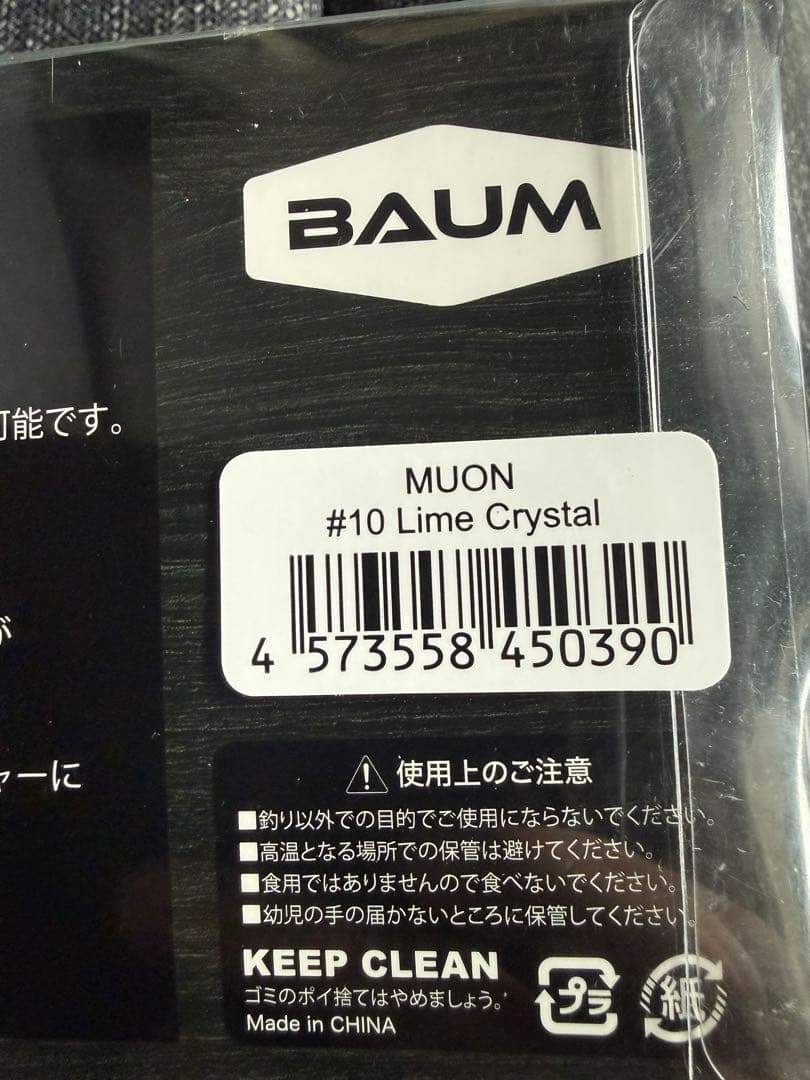 BAUM
可能です。
が
ャーに
MUON
#10 Lime Crystal
4 573558 450390
使用上のご注意
■釣り以外での目的でご使用にならないでください。
■高温となる場所での保管は避けてください。
■食用ではありませんので食べないでください。
■幼児の手の届かないところに保管してください。
KEEP CLEAN
ゴミのポイ捨てはやめましょう。
Made in CHINA
プラ
紙